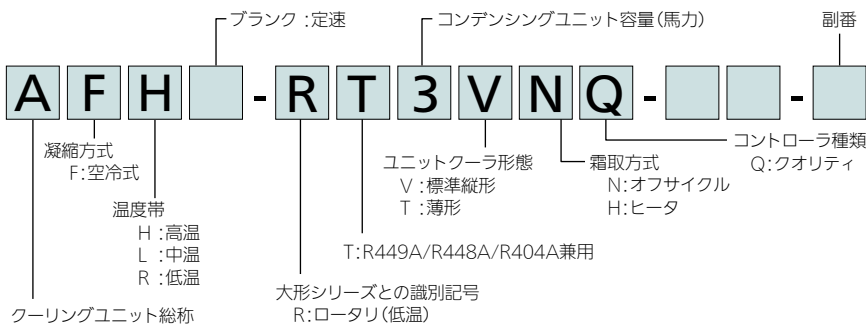 ブランク:定速
コンデンシングユニット容量(馬力)
副番
A F H - R T 3 V N Q - -
凝縮方式
F:空冷式
温度帯
H:高温
L:中温
R:低温
クーリングユニット総称
大形シリーズとの識別記号
R:ロータリ(低温)
T:R449A/R448A/R404A兼用
ユニットクーラ形態
V:標準縦形
T:薄形
霜取方式
N:オフサイクル
H:ヒータ
コントローラ種類
Q:クオリティ